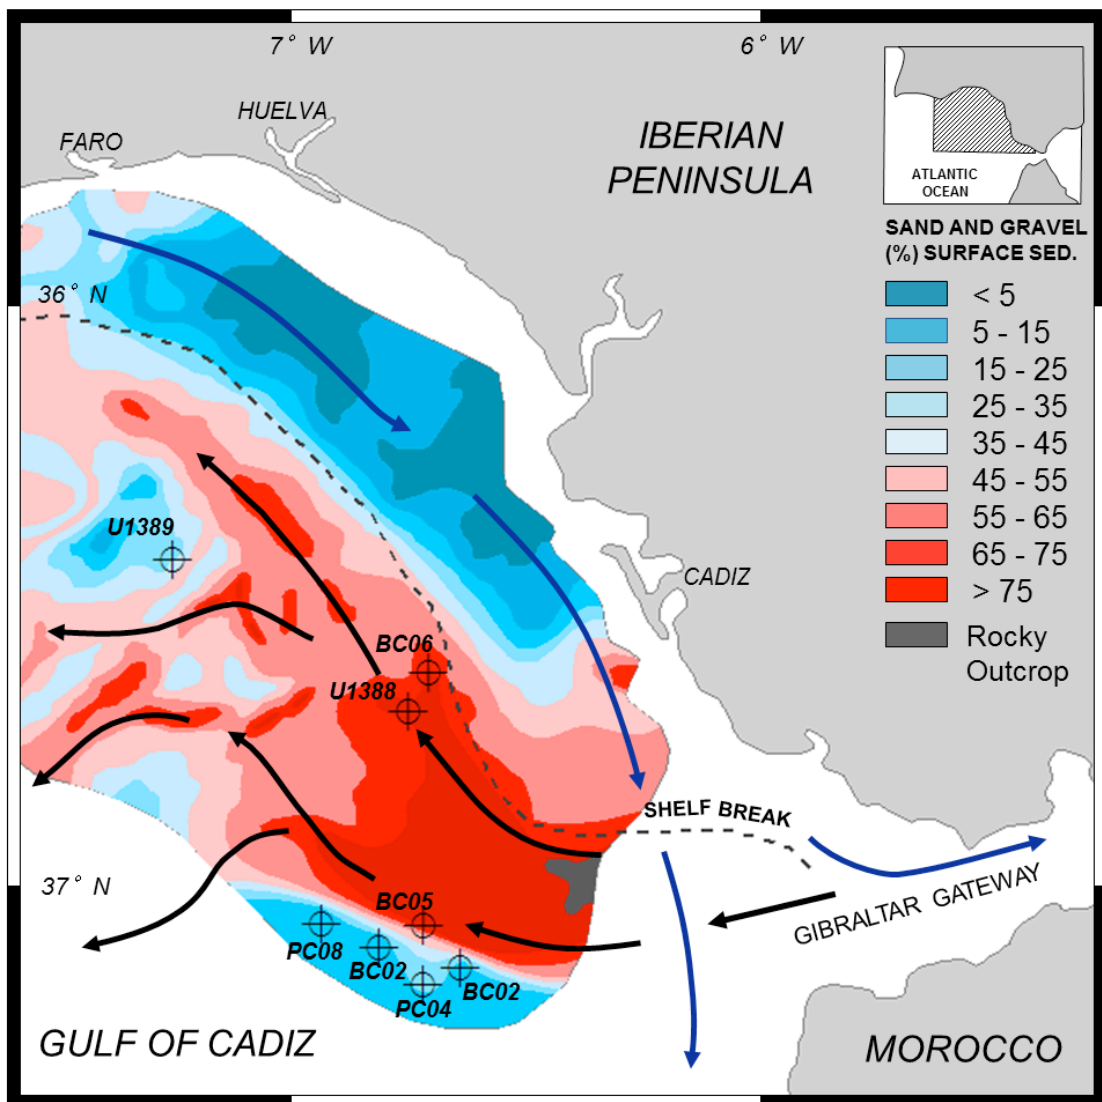 7° W
6° W
HUELVA
FARO
IBERIAN
PENINSULA
ATLANTIC
OCEAN
SAND AND GRAVEL
(%) SURFACE SED.
36° N
< 5
5 - 15
15 - 25
25 - 35
35 - 45
45 - 55
55 - 65
65 - 75
> 75
Rocky
Outcrop
U1389
CADIZ
BC06
U1388
SHELF BREAK
37° N
GIBRALTAR GATEWAY
BC05
PC08
BC02
BC02
PC04
GULF OF CADIZ
MOROCCO